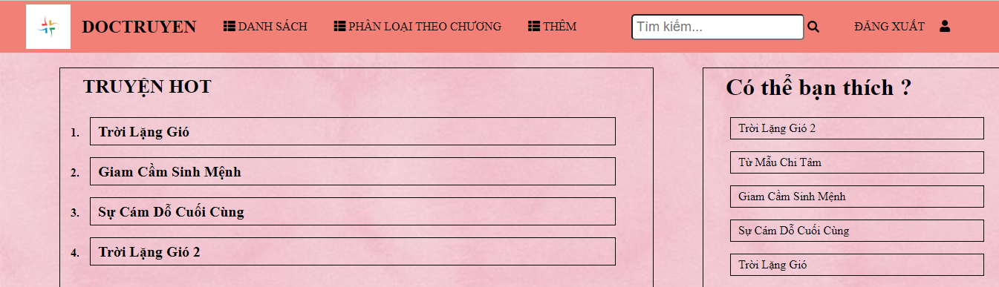 DOCTRUYEN DANH SÁCH PHÂN LOẠI THEO CHƯƠNG THÊM Tìm kiếm... ĐĂNG XUẤT
TRUYỆN HOT
1. Trời Lặng Gió
2. Giam Cầm Sinh Mệnh
3. Sự Cám Dỗ Cuối Cùng
4. Trời Lặng Gió 2
Có thể bạn thích ?
Trời Lặng Gió 2
Từ Mẫu Chi Tâm
Giam Cầm Sinh Mệnh
Sự Cám Dỗ Cuối Cùng
Trời Lặng Gió